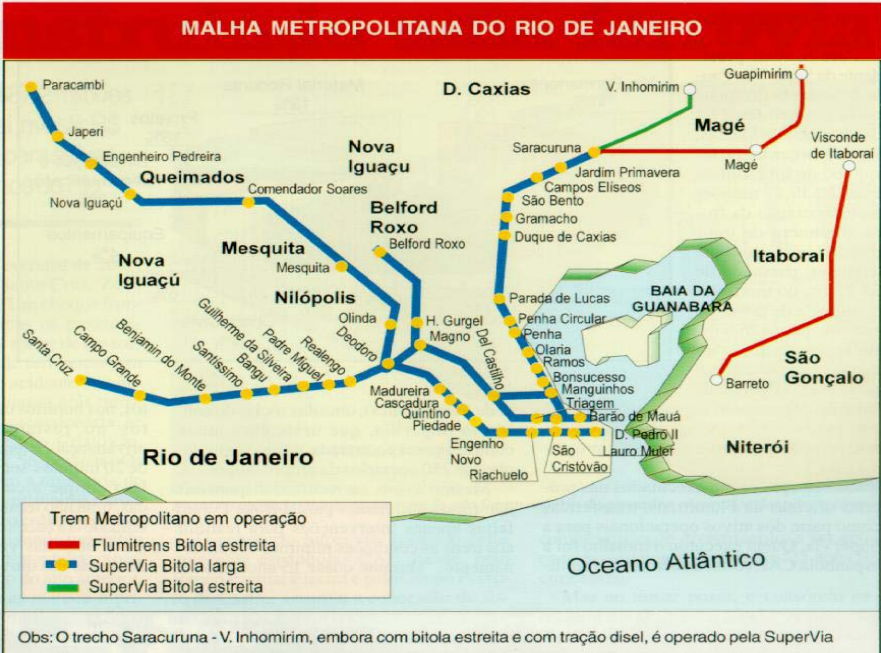 MALHA METROPOLITANA DO RIO DE JANEIRO
Paracambi
Japeri
Engenheiro Pedreira
Queimados
Nova Iguaçú
Comendador Soares
Nova
Iguaçu
Belford
Roxo
Belford Roxo
Mesquita
Mesquita
Nilópolis
Olinda
Nova
Iguaçú
D. Caxias
V. Inhomirim
Guapimirim
Magé
Magé
Visconde
de Itaboraí
Saracuruna
Jardim Primavera
Campos Elíseos
São Bento
Gramacho
Duque de Caxias
Parada de Lucas
Penha Circular
Penha
Olaria
Ramos
Bonsucesso
Manguinhos
Triagem
Barão de Mauá
D. Pedro II
Lauro Muler
BAIA DA
GUANABARA
Itaboraí
São
Gonçalo
Barreto
Niterói
Santa Cruz
Campo Grande
Benjamin do Monte
Santíssimo
Bangu
Guilherme da Silveira
Padre Miguel
Realengo
Deodoro
H. Gurgel
Magno
Del Castilho
Madureira
Cascadura
Quintino
Piedade
Engenho
Novo
Riachuelo
São
Cristóvão
Rio de Janeiro
Oceano Atlântico
Trem Metropolitano em operação
Flumitrens Bitola estreita
SuperVia Bitola larga
SuperVia Bitola estreita
Obs: O trecho Saracuruna - V. Inhomirim, embora com bitola estreita e com tração disel, é operado pela SuperVia